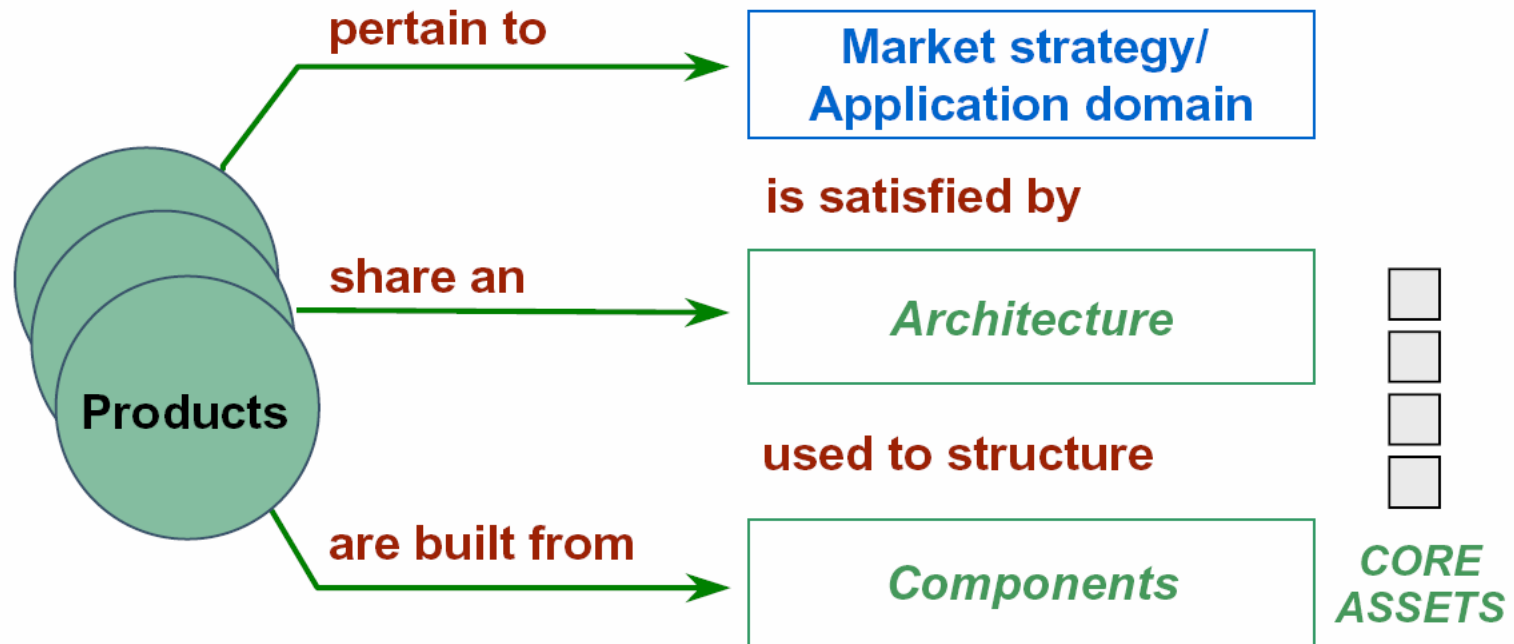 pertain to
Market strategy/
Application domain
is satisfied by
share an
Architecture
Products
used to structure
are built from
Components
CORE
ASSETS